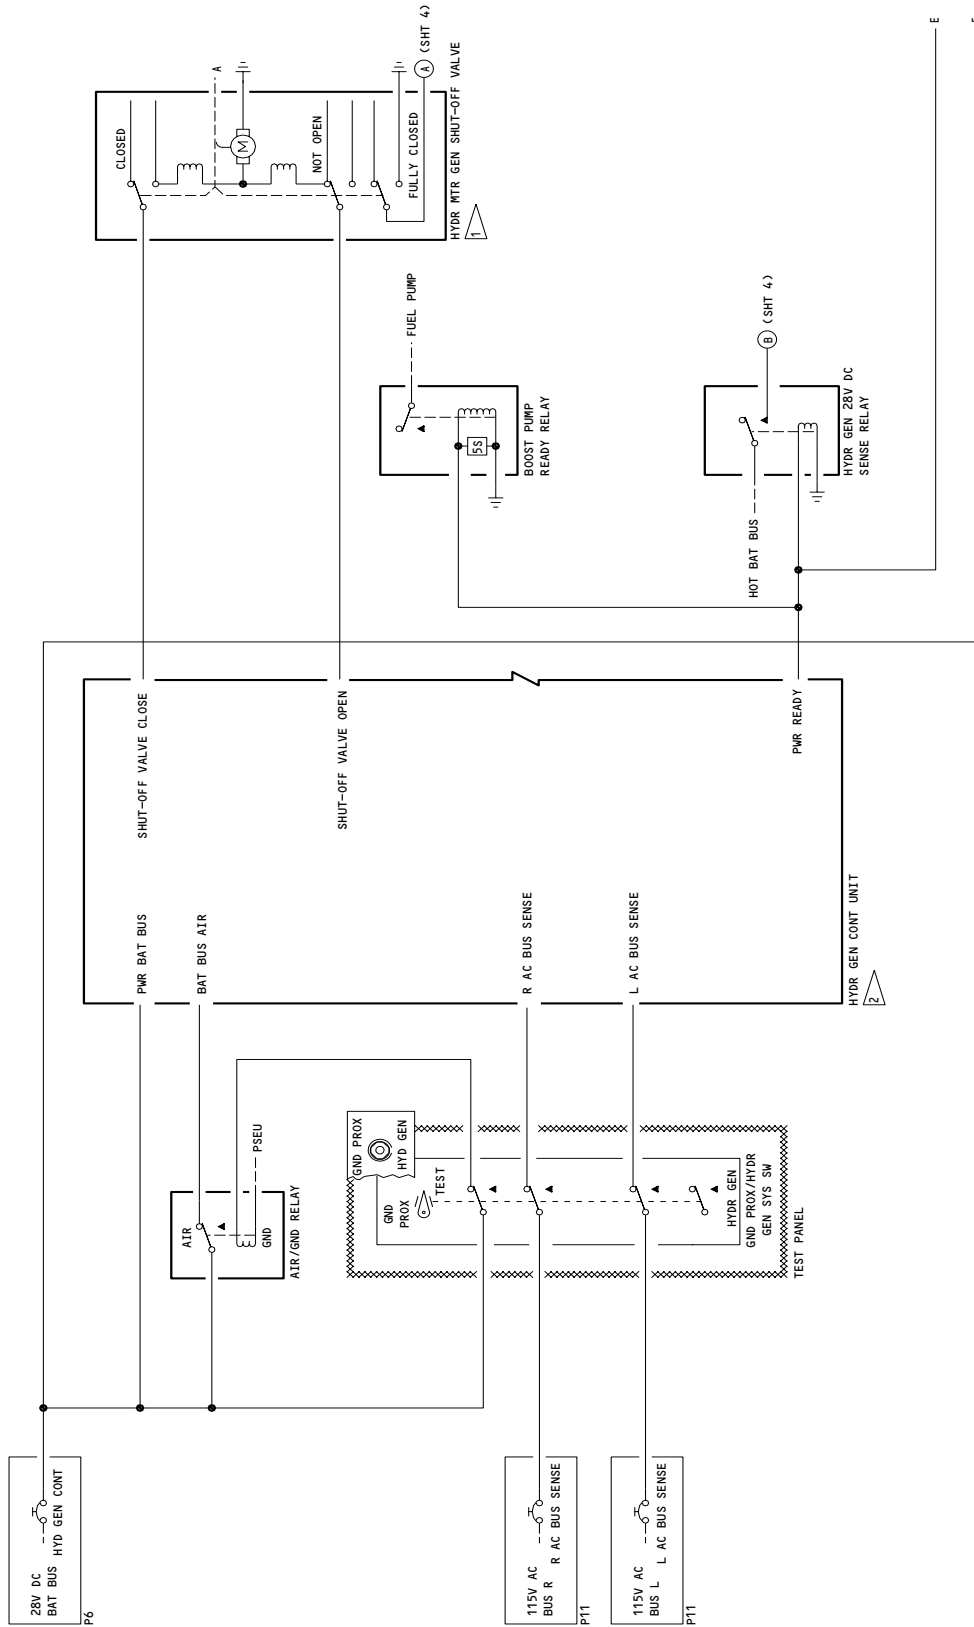 28V DC
BAT BUS
HYD GEN CONT
P6
115V AC
BUS R
R AC BUS SENSE
P11
115V AC
BUS L
L AC BUS SENSE
P11
AIR
GND
AIR/GND RELAY
PSEU
GND PROX
HYD GEN
GND
PROX
TEST
HYDR GEN
GND PROX/HYDR
GEN SYS SW
TEST PANEL
PWR BAT BUS
BAT BUS AIR
R AC BUS SENSE
L AC BUS SENSE
SHUT-OFF VALVE CLOSE
SHUT-OFF VALVE OPEN
PWR READY
HYDR GEN CONT UNIT
2
CLOSED
A
M
NOT OPEN
FULLY CLOSED
A (SHT 4)
HYDR MTR GEN SHUT-OFF VALVE
1
FUEL PUMP
5S
BOOST PUMP
READY RELAY
HOT BAT BUS
B (SHT 4)
HYDR GEN 28V DC
SENSE RELAY
E